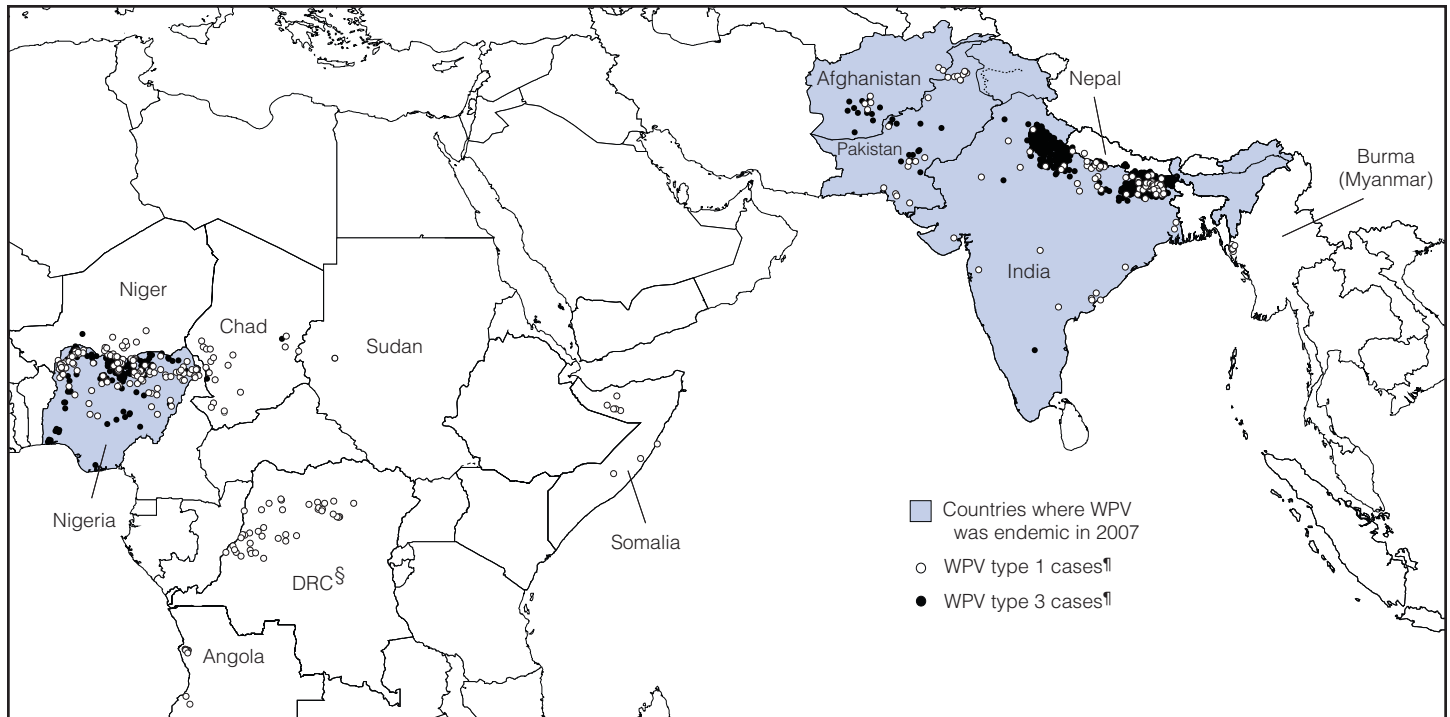 Afghanistan
Nepal
Pakistan
Burma
(Myanmar)
India
Niger
Chad
Sudan
Nigeria
Somalia
DRC§
Angola
Countries where WPV
was endemic in 2007
WPV type 1 cases¶
WPV type 3 cases¶